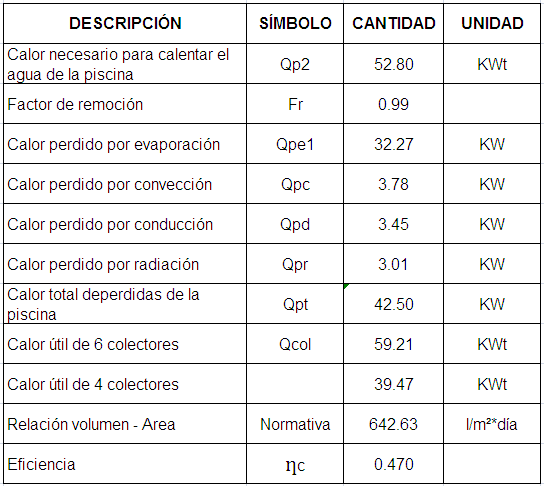 DESCRIPCIÓN SÍMBOLO CANTIDAD UNIDAD
Calor necesario para calentar el
agua de la piscina Qp2 52.80 KWt
Factor de remoción Fr 0.99
Calor perdido por evaporación Qpe1 32.27 KW
Calor perdido por convección Qpc 3.78 KW
Calor perdido por conducción Qpd 3.45 KW
Calor perdido por radiación Qpr 3.01 KW
Calor total deperdidas de la
piscina Qpt 42.50 KW
Calor útil de 6 colectores Qcol 59.21 KWt
Calor útil de 4 colectores 39.47 KWt
Relación volumen - Area Normativa 642.63 l/m²*día
Eficiencia ηc 0.470